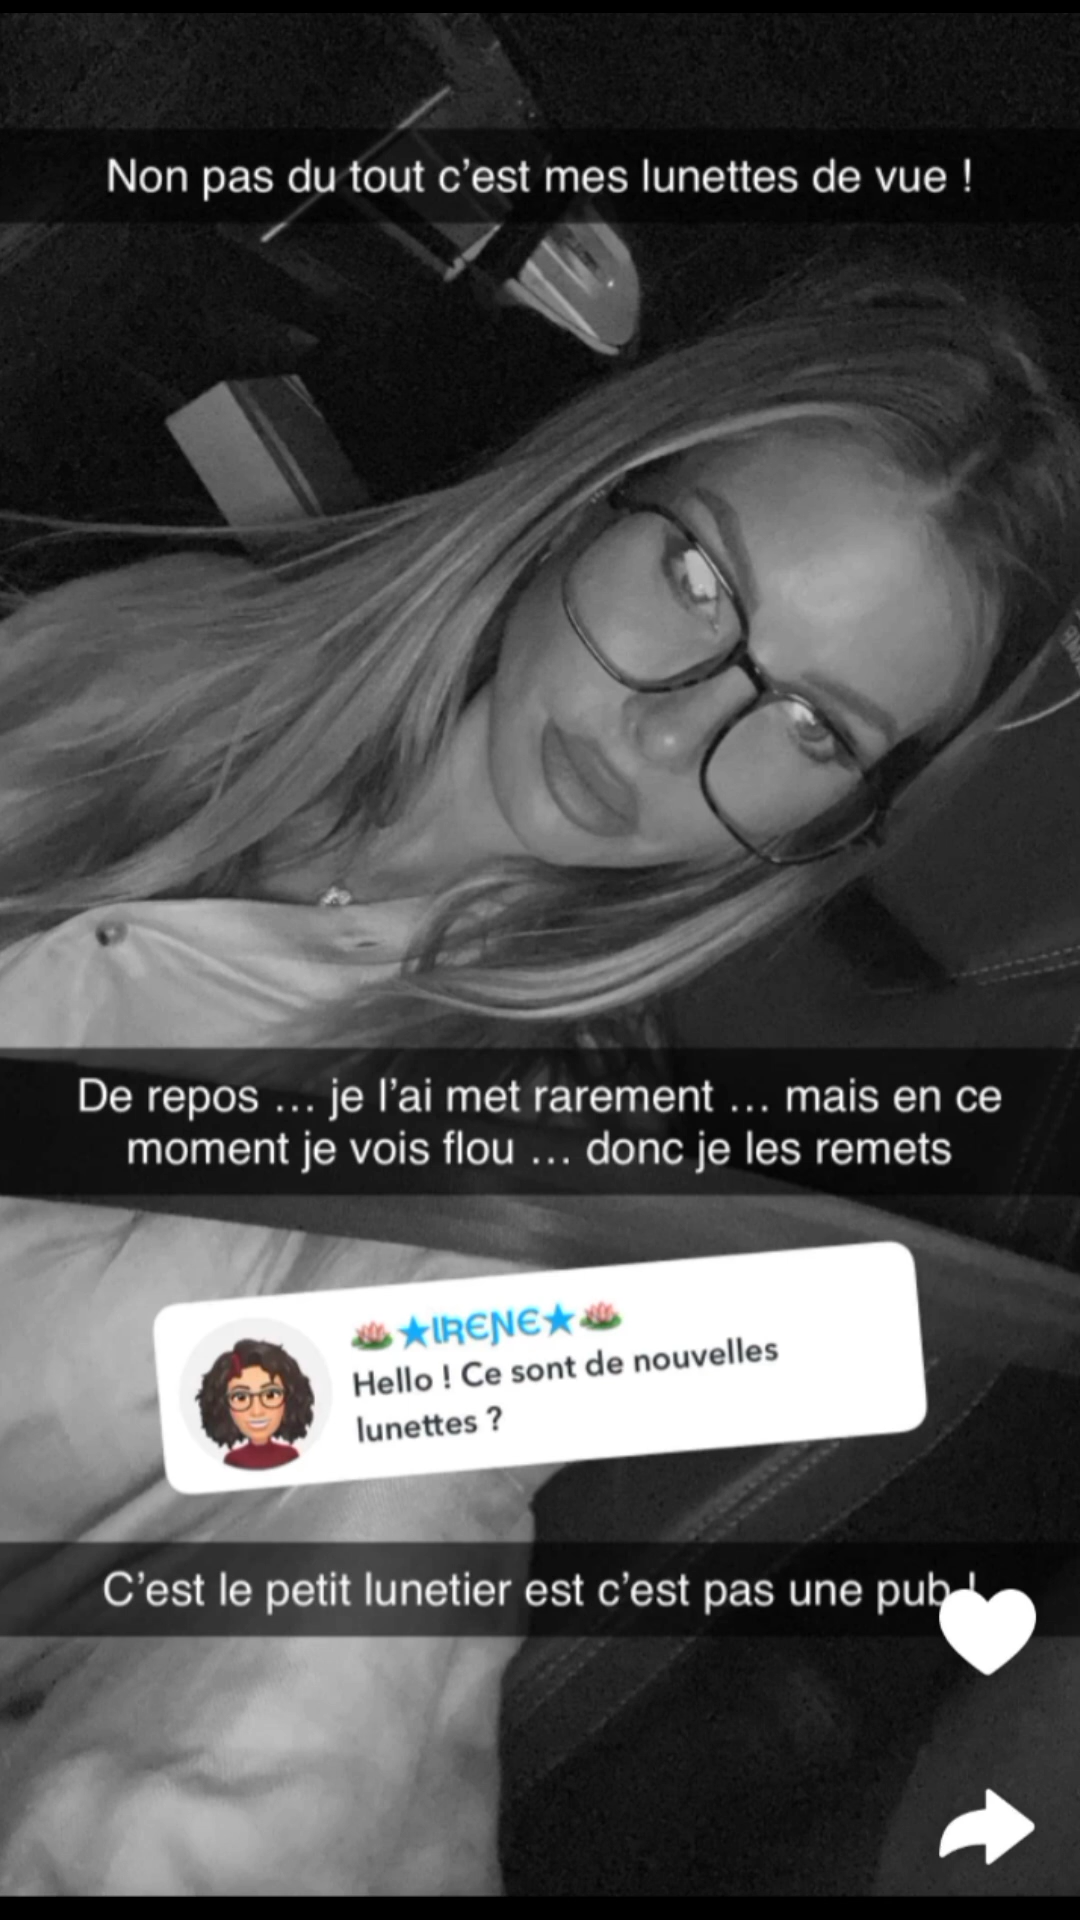 Non pas du tout c’est mes lunettes de vue !
De repos ... je l’ai met rarement ... mais en ce
moment je vois flou ... donc je les remets
🪷★IRЄƝЄ★🪷
Hello ! Ce sont de nouvelles
lunettes ?
C’est le petit lunetier est c’est pas une pub !